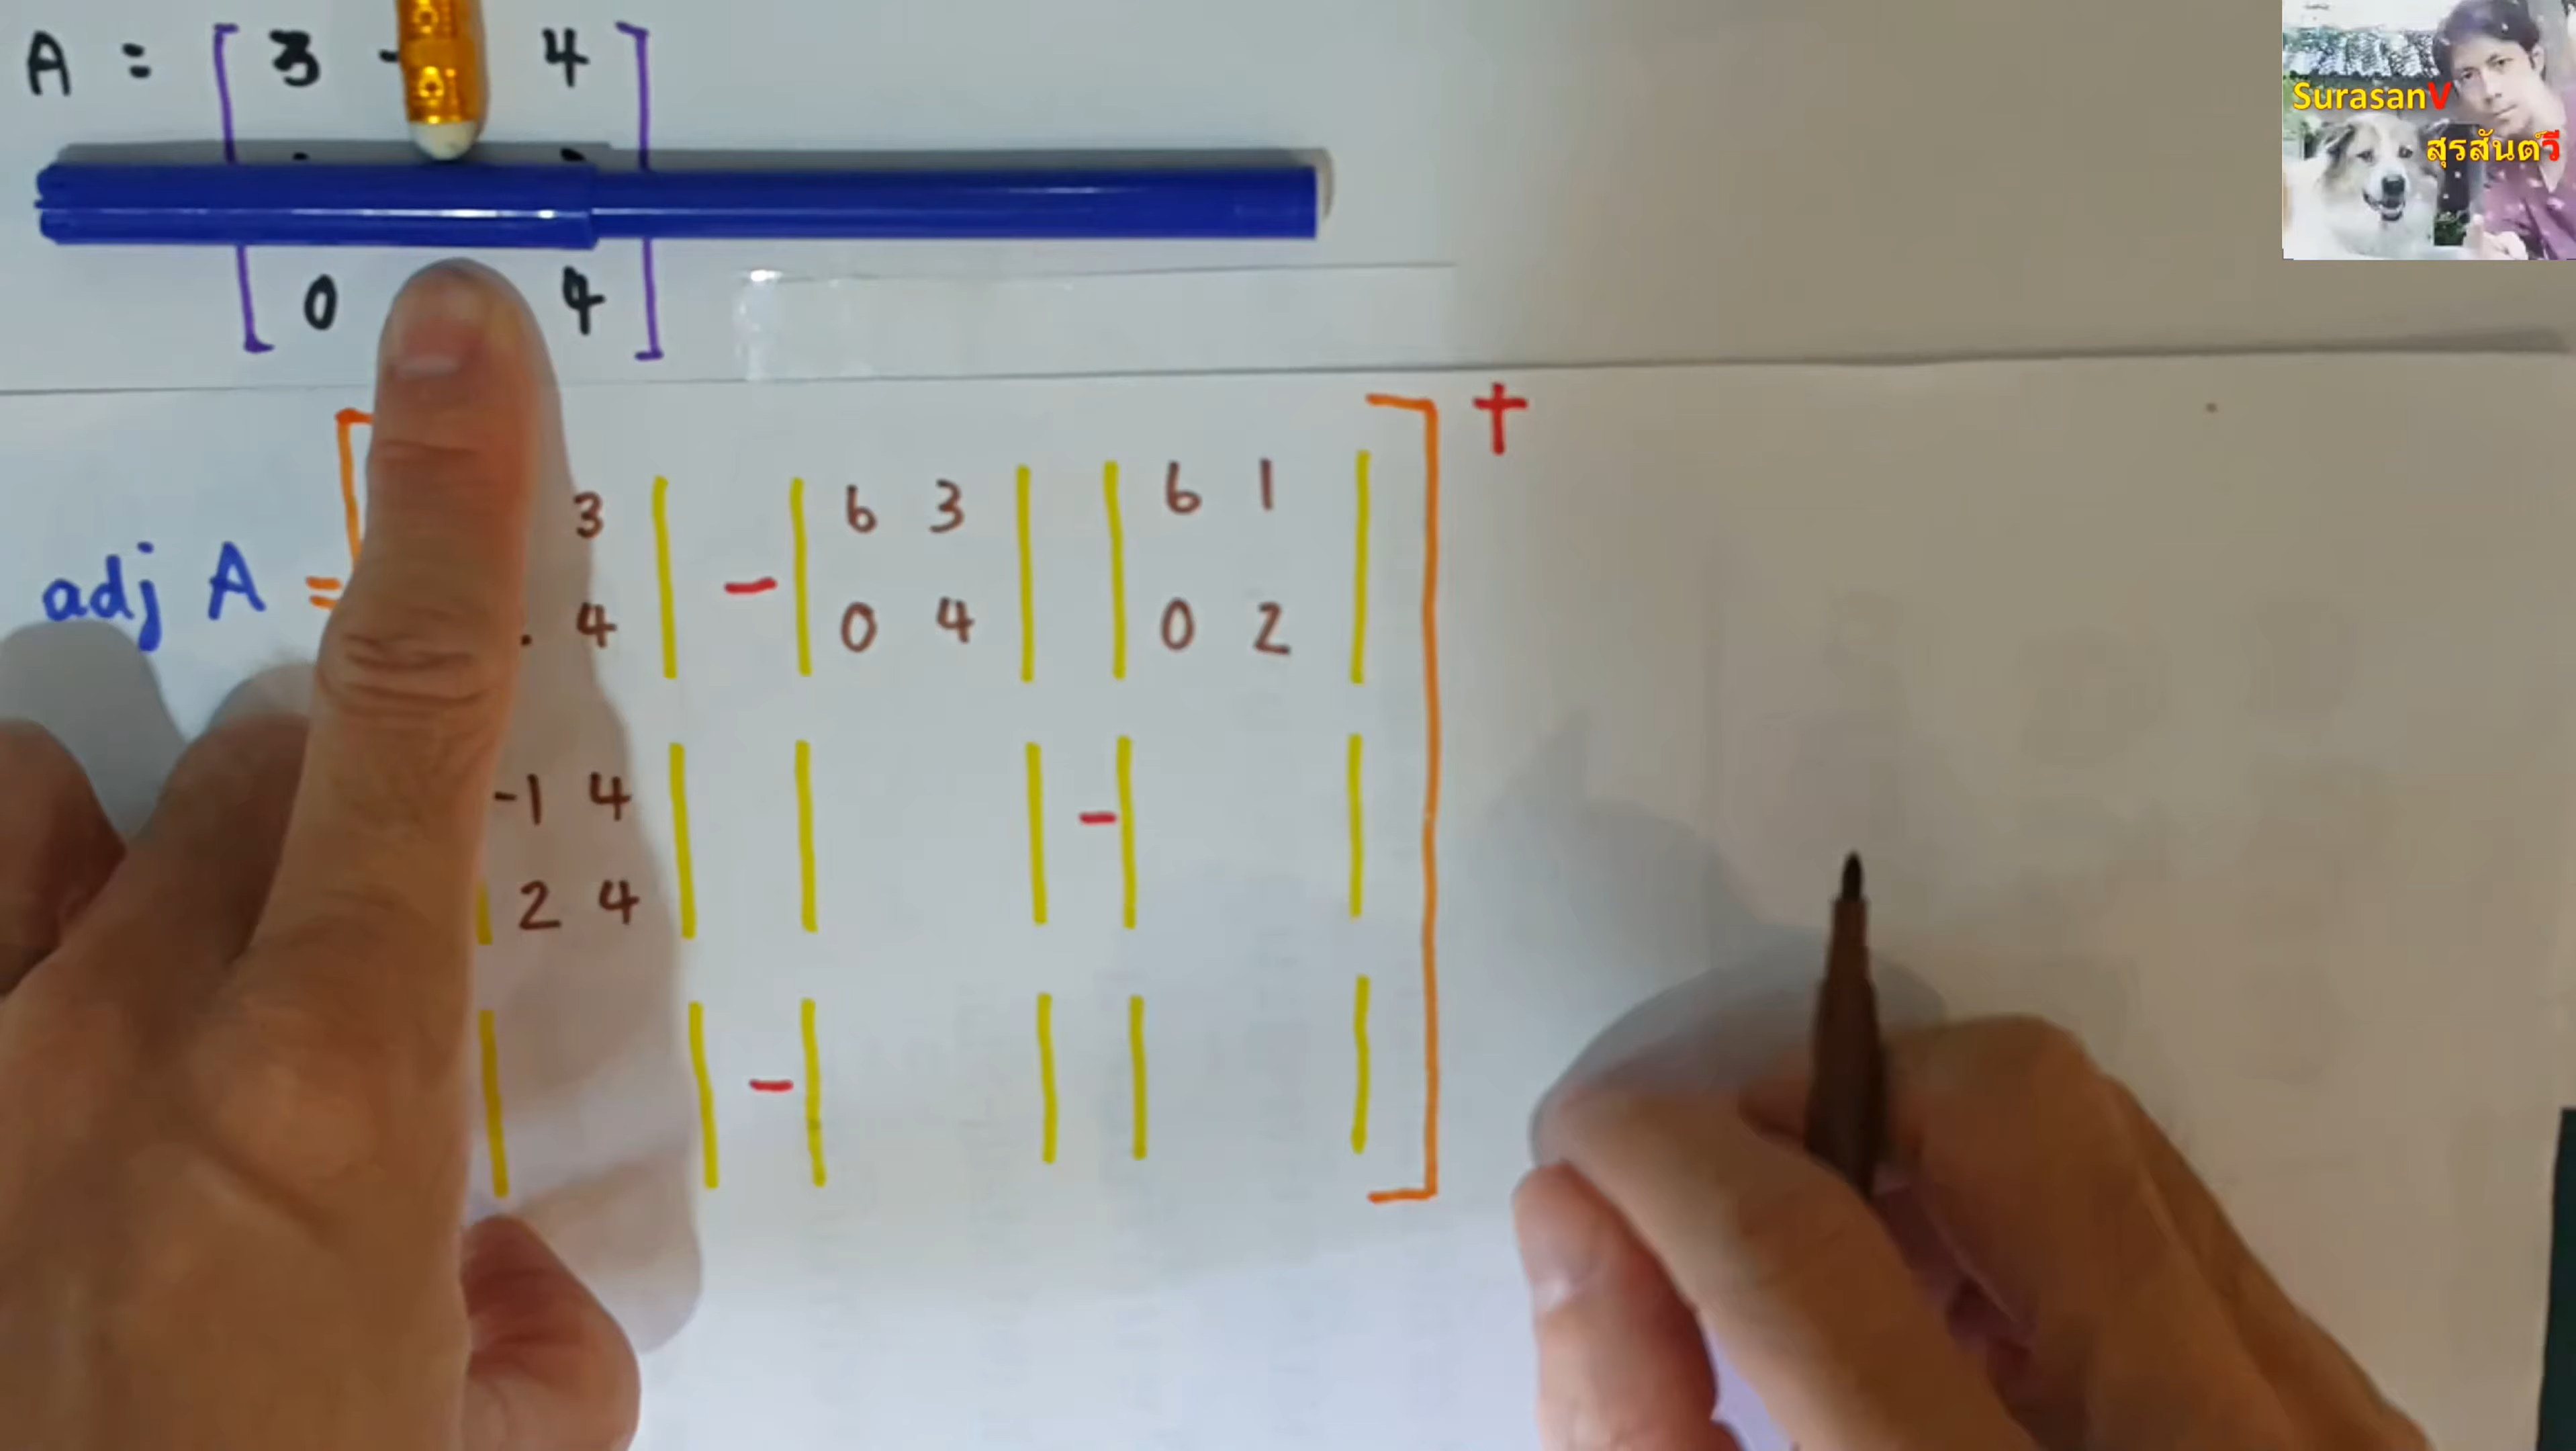 A = [ 3 - 4 ]
0 4
SurasanV
สุรสันต์วี
3 | - | 6 3 | | 6 1 | ] t
adj A =
4 0 4 0 2
-1 4 | | | - | |
2 4
| | - | | | |